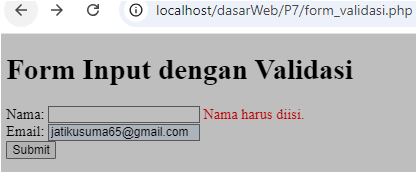 localhost/dasarWeb/P7/form_validasi.php
Form Input dengan Validasi
Nama: Nama harus diisi.
Email: jatikusuma65@gmail.com
Submit